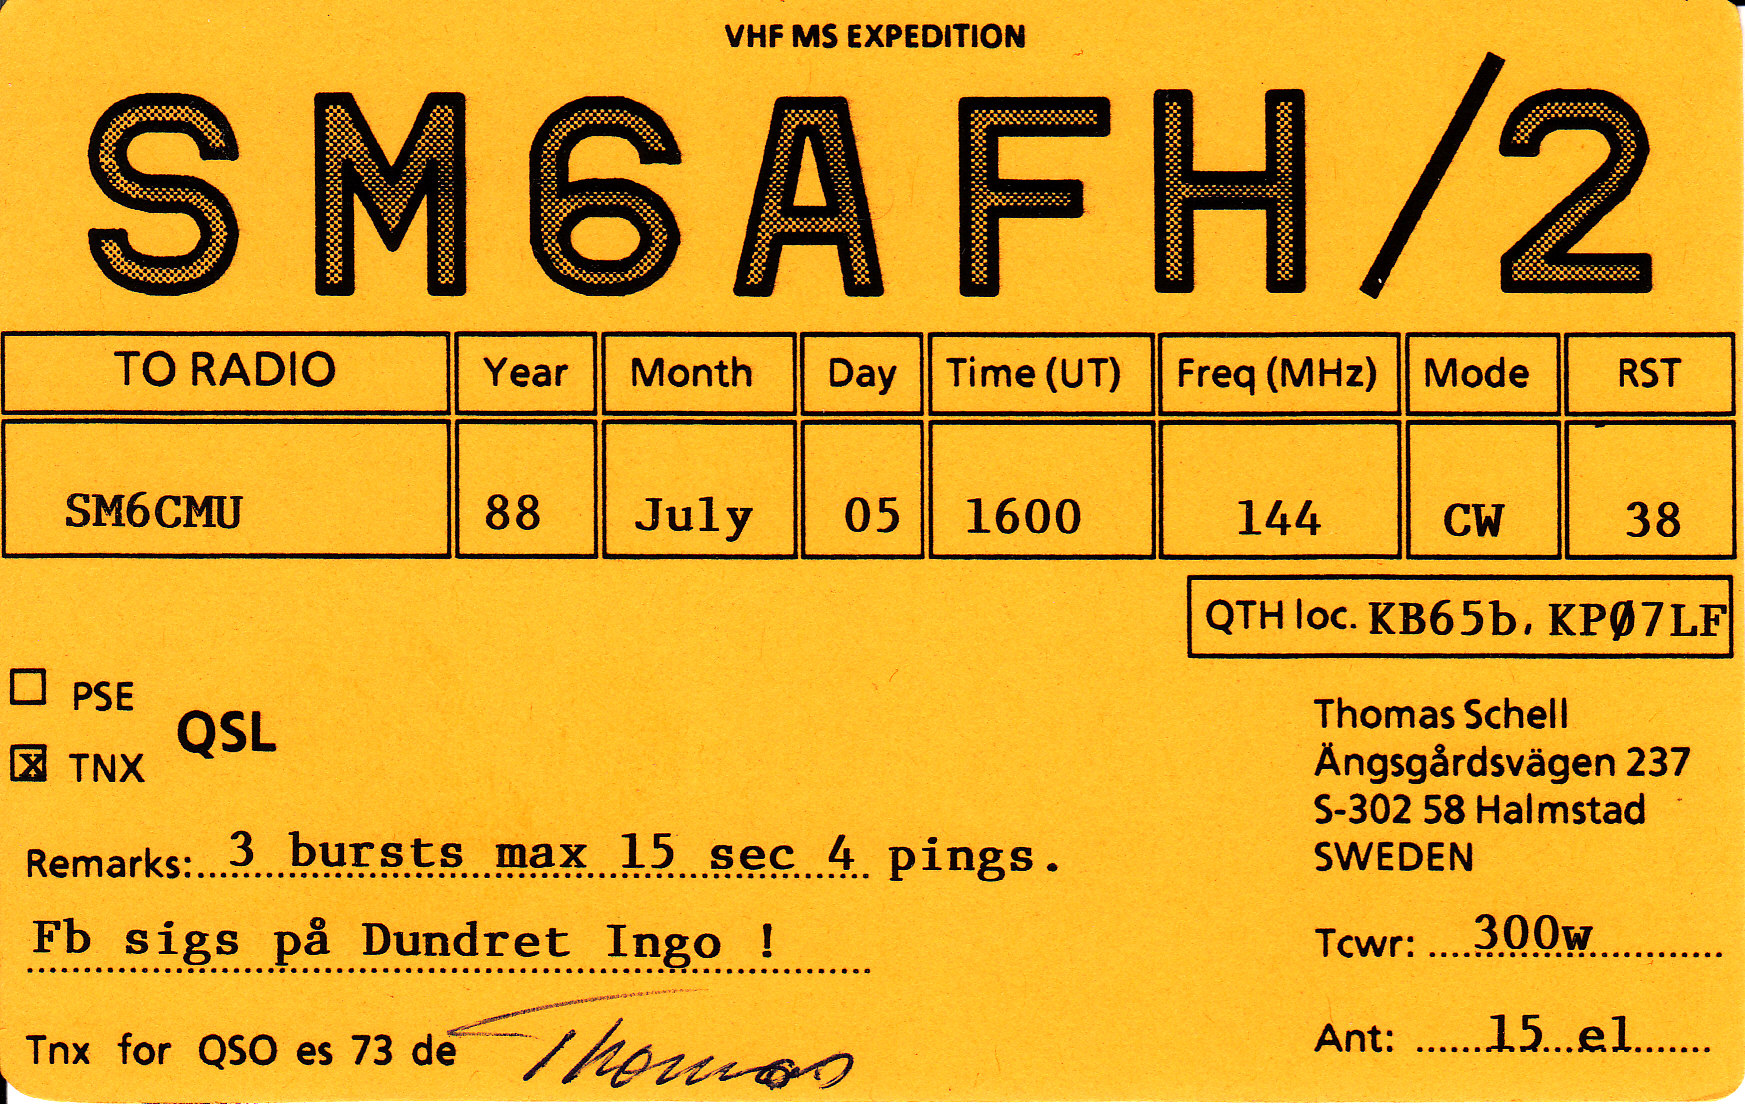 VHF MS EXPEDITION
SM6AFH/2
TO RADIO Year Month Day Time (UT) Freq (MHz) Mode RST
SM6CMU 88 July 05 1600 144 CW 38
QTH loc. KB65b, KPØ7LF
PSE
QSL
x TNX
Thomas Schell
Ängsgårdsvägen 237
S-302 58 Halmstad
SWEDEN
Remarks: 3 bursts max 15 sec 4 pings.
Fb sigs på Dundret Ingo !
Tcwr: 300w
Tnx for QSO es 73 de Thomas
Ant: 15 el